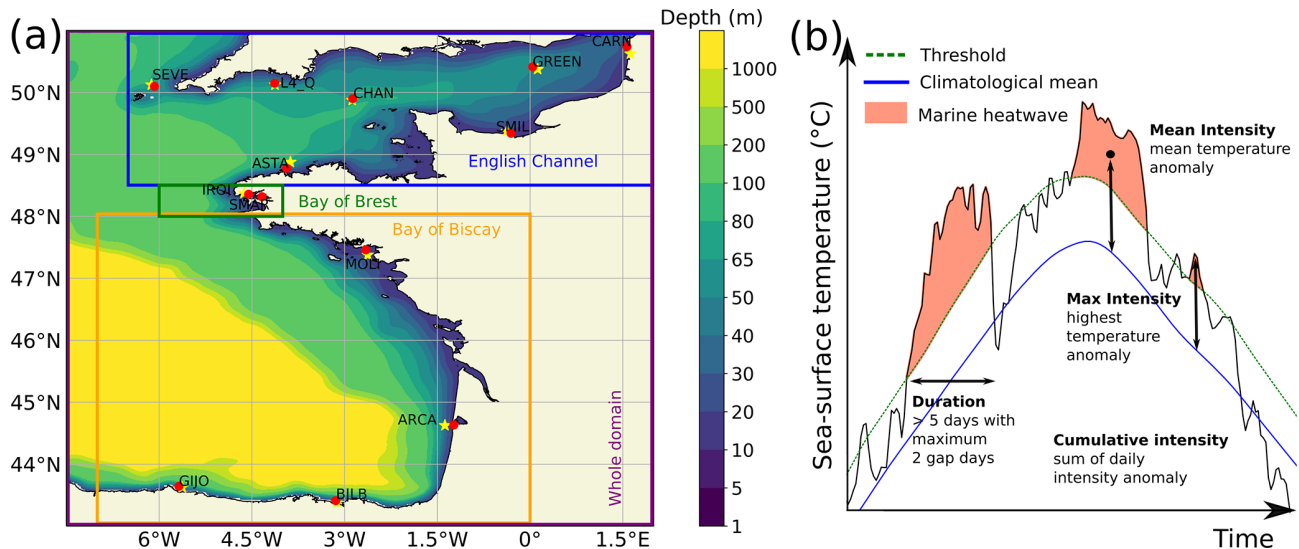 (a)
Depth (m)
CARN
SEVE
L4_Q
GREEN
CHAN
SMIL
ASTA
English Channel
IROI
SMAR
Bay of Brest
Bay of Biscay
MOLI
ARCA
GIJO
BILB
Whole domain
50°N
49°N
48°N
47°N
46°N
45°N
44°N
6°W
4.5°W
3°W
1.5°W
0°
1.5°E
1000
500
200
100
80
65
50
40
30
20
10
5
1
(b)
Threshold
Climatological mean
Marine heatwave
Sea-surface temperature (°C)
Mean Intensity
mean temperature
anomaly
Max Intensity
highest
temperature
anomaly
Duration
> 5 days with
maximum
2 gap days
Cumulative intensity
sum of daily
intensity anomaly
Time